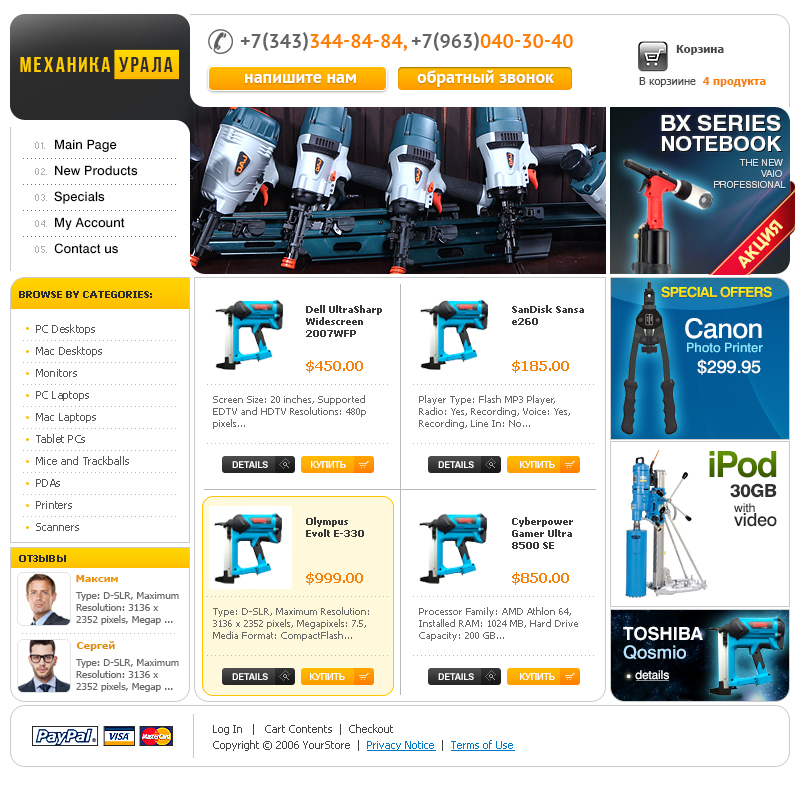 МЕХАНИКА УРАЛА
+7(343)344-84-84, +7(963)040-30-40
напишите нам
обратный звонок
Корзина
В корзиине 4 продукта
01. Main Page
02. New Products
03. Specials
04. My Account
05. Contact us
DAJ
DAJ
DAJ
BX SERIES
NOTEBOOK
THE NEW
VAIO
PROFESSIONAL
АКЦИЯ
BROWSE BY CATEGORIES:
PC Desktops
Mac Desktops
Monitors
PC Laptops
Mac Laptops
Tablet PCs
Mice and Trackballs
PDAs
Printers
Scanners
ОТЗЫВЫ
Максим
Type: D-SLR, Maximum
Resolution: 3136 x
2352 pixels, Megap ...
Сергей
Type: D-SLR, Maximum
Resolution: 3136 x
2352 pixels, Megap ...
Dell UltraSharp
Widescreen
2007WFP
$450.00
Screen Size: 20 inches, Supported
EDTV and HDTV Resolutions: 480p
pixels...
DETAILS
КУПИТЬ
SanDisk Sansa
e260
$185.00
Player Type: Flash MP3 Player,
Radio: Yes, Recording, Voice: Yes,
Recording, Line In: No...
DETAILS
КУПИТЬ
Olympus
Evolt E-330
$999.00
Type: D-SLR, Maximum Resolution:
3136 x 2352 pixels, Megapixels: 7.5,
Media Format: CompactFlash...
DETAILS
КУПИТЬ
Cyberpower
Gamer Ultra
8500 SE
$850.00
Processor Family: AMD Athlon 64,
Installed RAM: 1024 MB, Hard Drive
Capacity: 200 GB...
DETAILS
КУПИТЬ
SPECIAL OFFERS
Canon
Photo Printer
$299.95
iPod
30GB
with
video
TOSHIBA
Qosmio
details
PayPal
VISA
MasterCard
Log In | Cart Contents | Checkout
Copyright © 2006 YourStore | Privacy Notice | Terms of Use